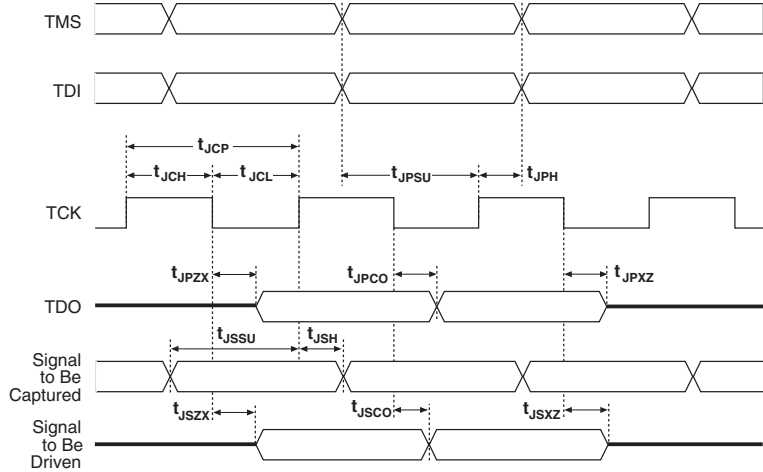 TMS
TDI
tJCP
tJCH tJCL tJPSU tJPH
TCK
tJPZX tJPCO tJPXZ
TDO
tJSSU tJSH
Signal
to Be
Captured
tJSZX tJSCO tJSXZ
Signal
to Be
Driven